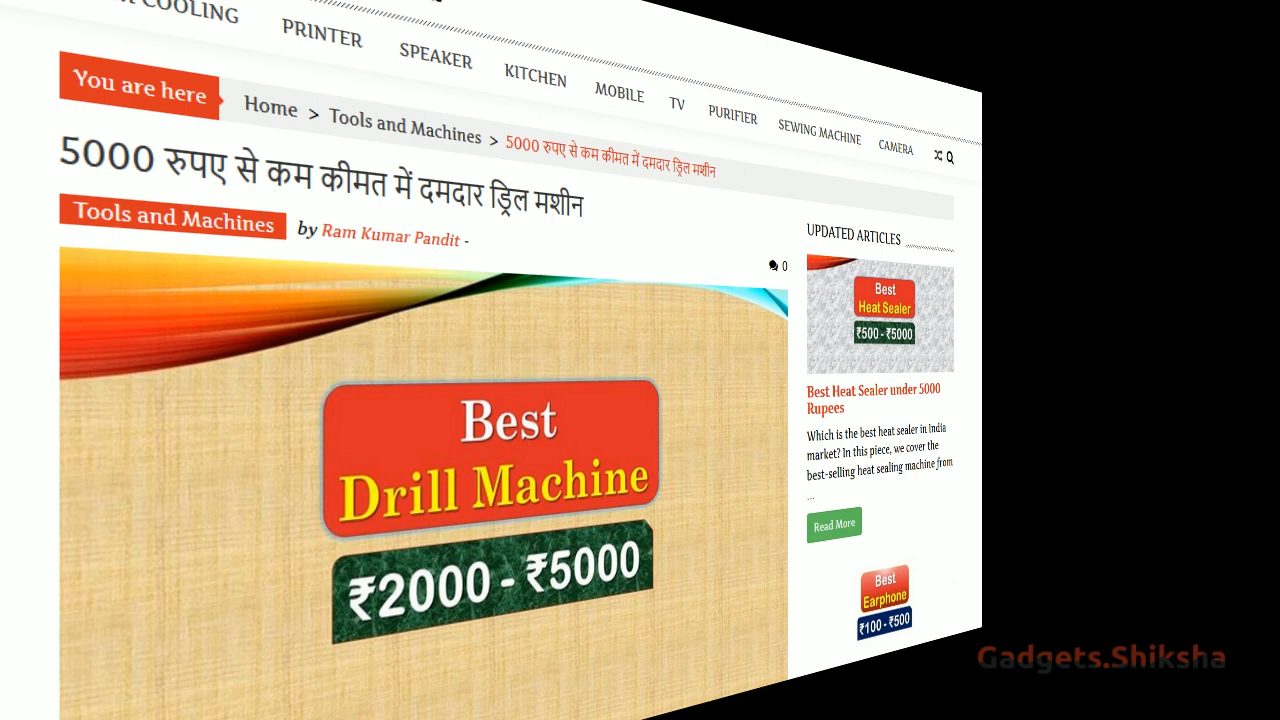 COOLING PRINTER SPEAKER KITCHEN MOBILE TV PURIFIER SEWING MACHINE CAMERA
You are here Home > Tools and Machines > 5000 रुपए से कम कीमत में दमदार ड्रिल मशीन
5000 रुपए से कम कीमत में दमदार ड्रिल मशीन
Tools and Machines by Ram Kumar Pandit -
0
Best
Drill Machine
₹2000 - ₹5000
UPDATED ARTICLES
Best
Heat Sealer
₹500 - ₹5000
Best Heat Sealer under 5000
Rupees
Which is the best heat sealer in India
market? In this piece, we cover the
best-selling heat sealing machine from
...
Read More
Best
Earphone
₹100 - ₹500
Gadgets.Shiksha